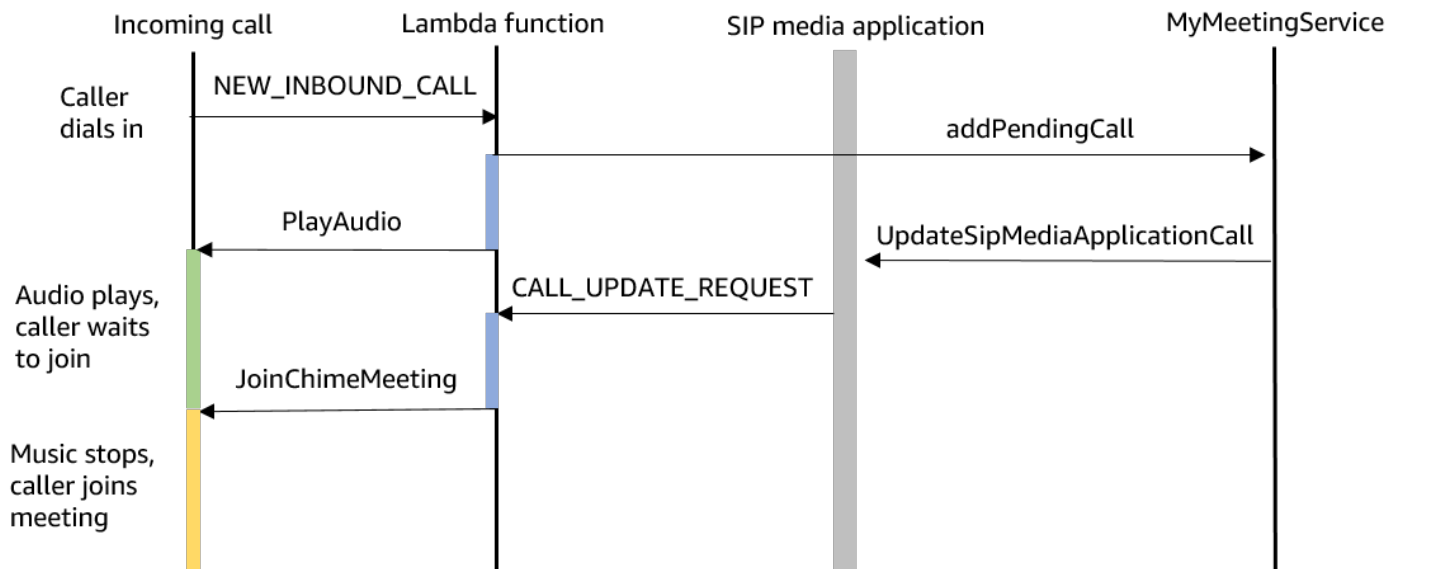 Incoming call
Lambda function
SIP media application
MyMeetingService
NEW_INBOUND_CALL
Caller
dials in
addPendingCall
PlayAudio
UpdateSipMediaApplicationCall
CALL_UPDATE_REQUEST
Audio plays,
caller waits
to join
JoinChimeMeeting
Music stops,
caller joins
meeting